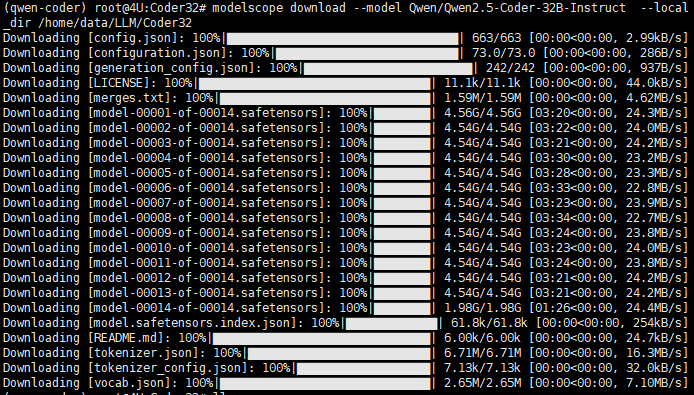 (qwen-coder) root@4U:Coder32# modelscope download --model Qwen/Qwen2.5-Coder-32B-Instruct  --local
_dir /home/data/LLM/Coder32
Downloading [config.json]: 100%| | 663/663 [00:00<00:00, 2.99kB/s]
Downloading [configuration.json]: 100%| | 73.0/73.0 [00:00<00:00, 286B/s]
Downloading [generation_config.json]: 100%| | 242/242 [00:00<00:00, 937B/s]
Downloading [LICENSE]: 100%| | 11.1k/11.1k [00:00<00:00, 44.0kB/s]
Downloading [merges.txt]: 100%| | 1.59M/1.59M [00:00<00:00, 4.62MB/s]
Downloading [model-00001-of-00014.safetensors]: 100%| | 4.56G/4.56G [03:20<00:00, 24.3MB/s]
Downloading [model-00002-of-00014.safetensors]: 100%| | 4.54G/4.54G [03:22<00:00, 24.0MB/s]
Downloading [model-00003-of-00014.safetensors]: 100%| | 4.54G/4.54G [03:21<00:00, 24.2MB/s]
Downloading [model-00004-of-00014.safetensors]: 100%| | 4.54G/4.54G [03:30<00:00, 23.2MB/s]
Downloading [model-00005-of-00014.safetensors]: 100%| | 4.54G/4.54G [03:28<00:00, 23.3MB/s]
Downloading [model-00006-of-00014.safetensors]: 100%| | 4.54G/4.54G [03:33<00:00, 22.8MB/s]
Downloading [model-00007-of-00014.safetensors]: 100%| | 4.54G/4.54G [03:23<00:00, 23.9MB/s]
Downloading [model-00008-of-00014.safetensors]: 100%| | 4.54G/4.54G [03:34<00:00, 22.7MB/s]
Downloading [model-00009-of-00014.safetensors]: 100%| | 4.54G/4.54G [03:24<00:00, 23.8MB/s]
Downloading [model-00010-of-00014.safetensors]: 100%| | 4.54G/4.54G [03:23<00:00, 24.0MB/s]
Downloading [model-00011-of-00014.safetensors]: 100%| | 4.54G/4.54G [03:24<00:00, 23.8MB/s]
Downloading [model-00012-of-00014.safetensors]: 100%| | 4.54G/4.54G [03:21<00:00, 24.2MB/s]
Downloading [model-00013-of-00014.safetensors]: 100%| | 4.54G/4.54G [03:21<00:00, 24.2MB/s]
Downloading [model-00014-of-00014.safetensors]: 100%| | 1.98G/1.98G [01:26<00:00, 24.4MB/s]
Downloading [model.safetensors.index.json]: 100%| | 61.8k/61.8k [00:00<00:00, 254kB/s]
Downloading [README.md]: 100%| | 6.00k/6.00k [00:00<00:00, 24.7kB/s]
Downloading [tokenizer.json]: 100%| | 6.71M/6.71M [00:00<00:00, 16.3MB/s]
Downloading [tokenizer_config.json]: 100%| | 7.13k/7.13k [00:00<00:00, 32.0kB/s]
Downloading [vocab.json]: 100%| | 2.65M/2.65M [00:00<00:00, 7.10MB/s]